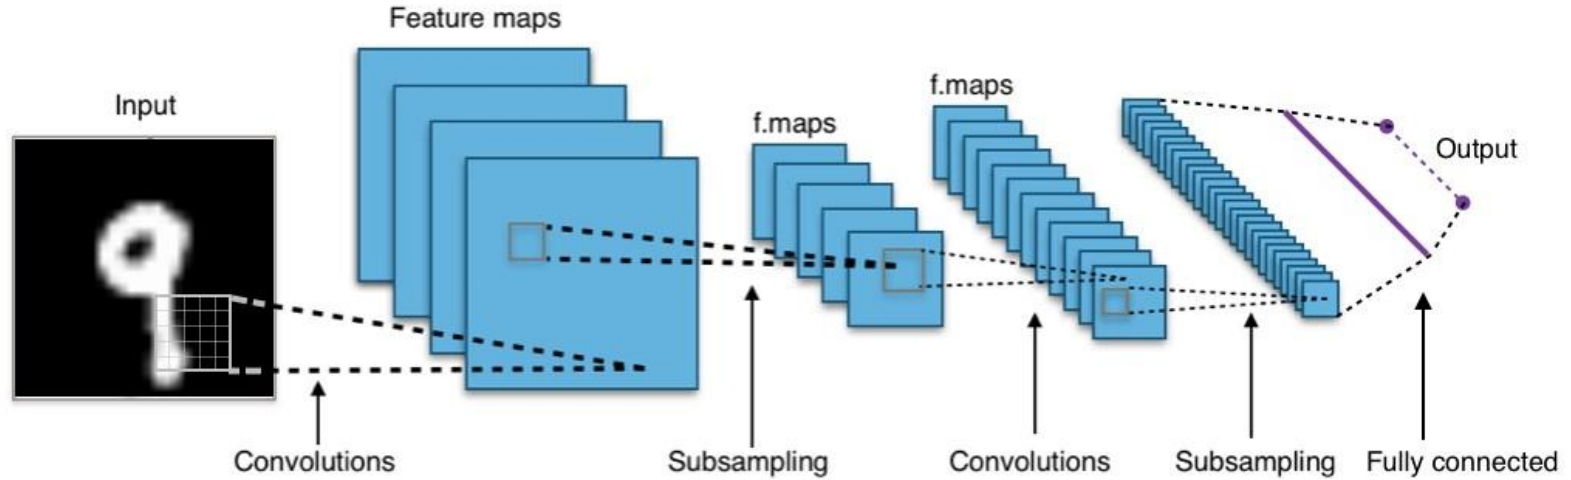 Feature maps
Input
f.maps
f.maps
Output
Convolutions
Subsampling
Convolutions
Subsampling
Fully connected